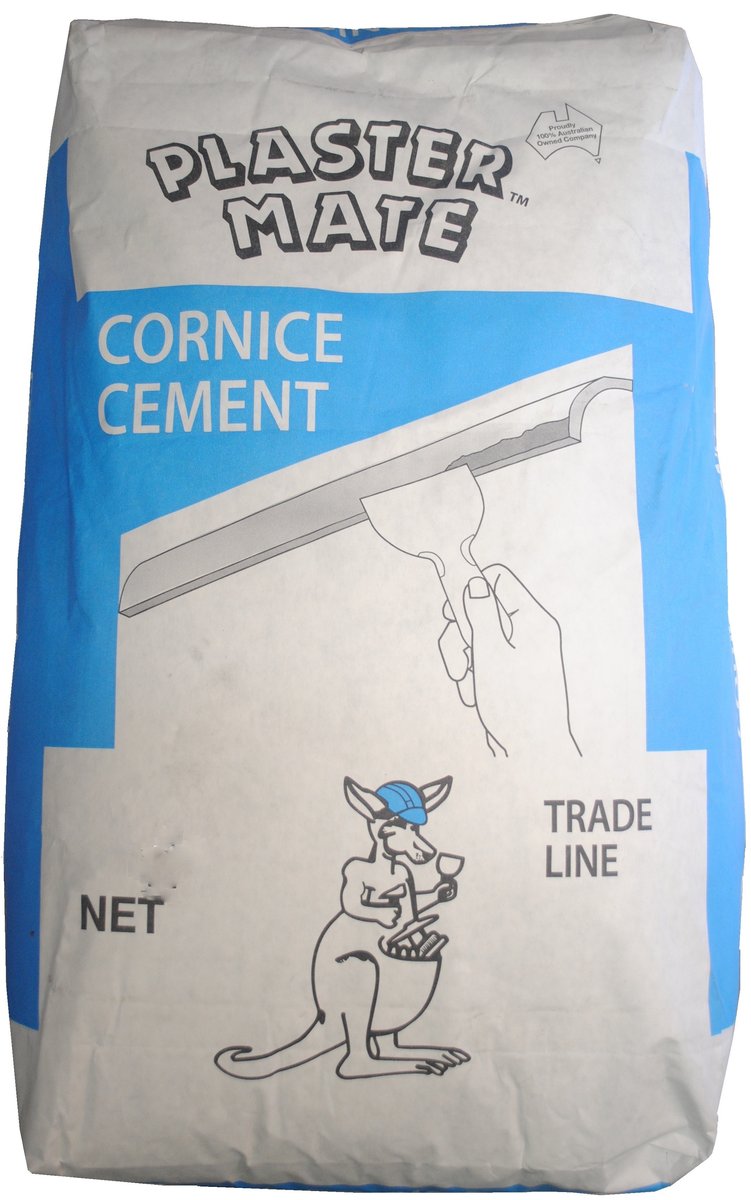 PLASTER
MATE™
Proudly
100% Australian
Owned Company
CORNICE
CEMENT
TRADE
LINE
NET